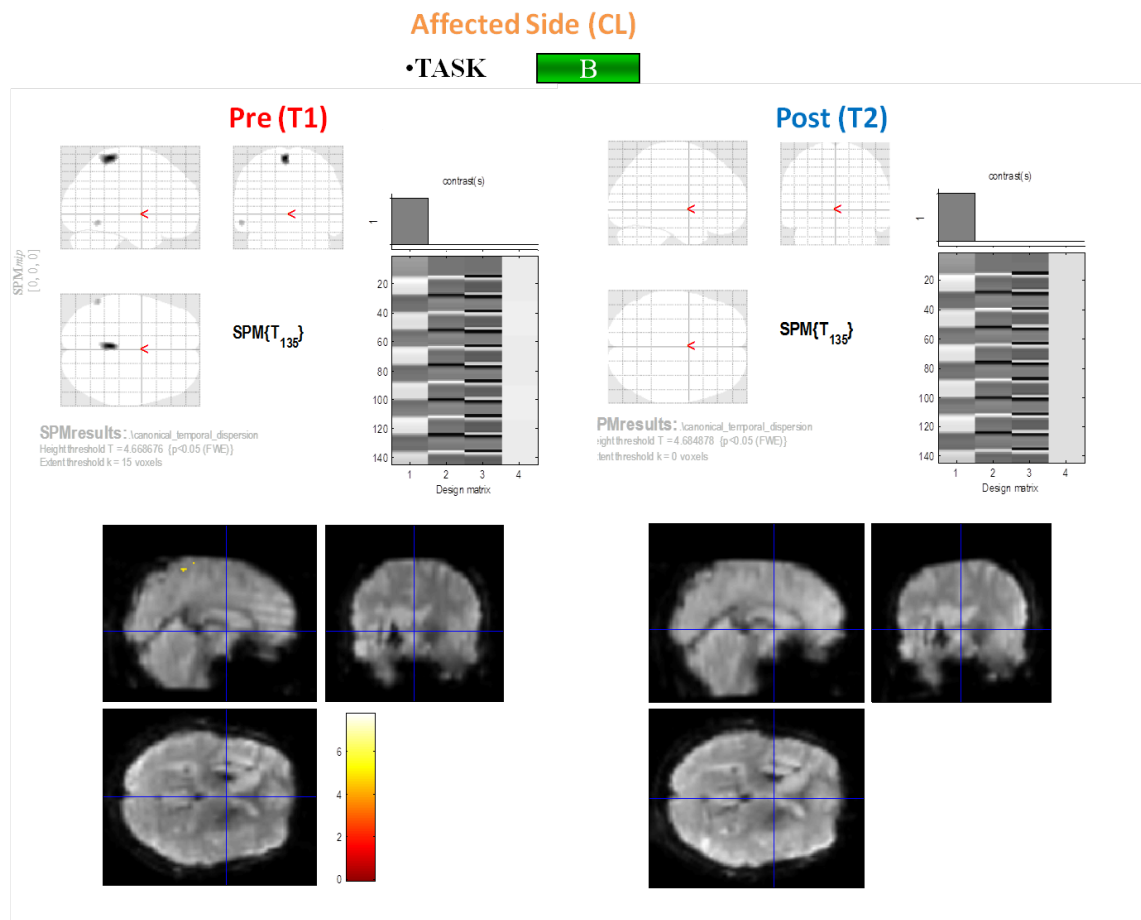 Affected Side (CL)
•TASK B
Pre (T1)
<
<
<
SPMmip
[0, 0, 0]
SPM{T135}
contrast(s)
1
20
40
60
80
100
120
140
1 2 3 4
Design matrix
SPMresults: .\canonical_temporal_dispersion
Height threshold T = 4.668676 {p<0.05 (FWE)}
Extent threshold k = 15 voxels
6
4
2
0
Post (T2)
<
<
<
SPM{T135}
contrast(s)
1
20
40
60
80
100
120
140
1 2 3 4
Design matrix
PMresults: .\canonical_temporal_dispersion
eight threshold T = 4.684878 {p<0.05 (FWE)}
tent threshold k = 0 voxels